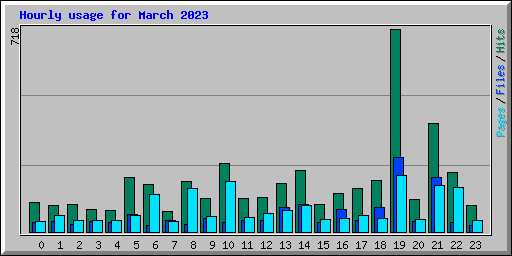 Hourly usage for March 2023
718
Pages/Files/Hits
0 1 2 3 4 5 6 7 8 9 10 11 12 13 14 15 16 17 18 19 20 21 22 23